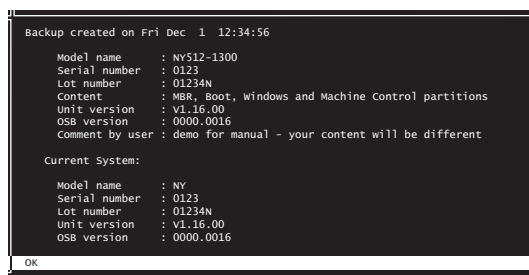 Backup created on Fri Dec  1  12:34:56
Model name     : NY512-1300
Serial number  : 0123
Lot number     : 01234N
Content        : MBR, Boot, Windows and Machine Control partitions
Unit version   : v1.16.00
OSB version    : 0000.0016
Comment by user : demo for manual - your content will be different
Current System:
Model name     : NY
Serial number  : 0123
Lot number     : 01234N
Unit version   : v1.16.00
OSB version    : 0000.0016
OK